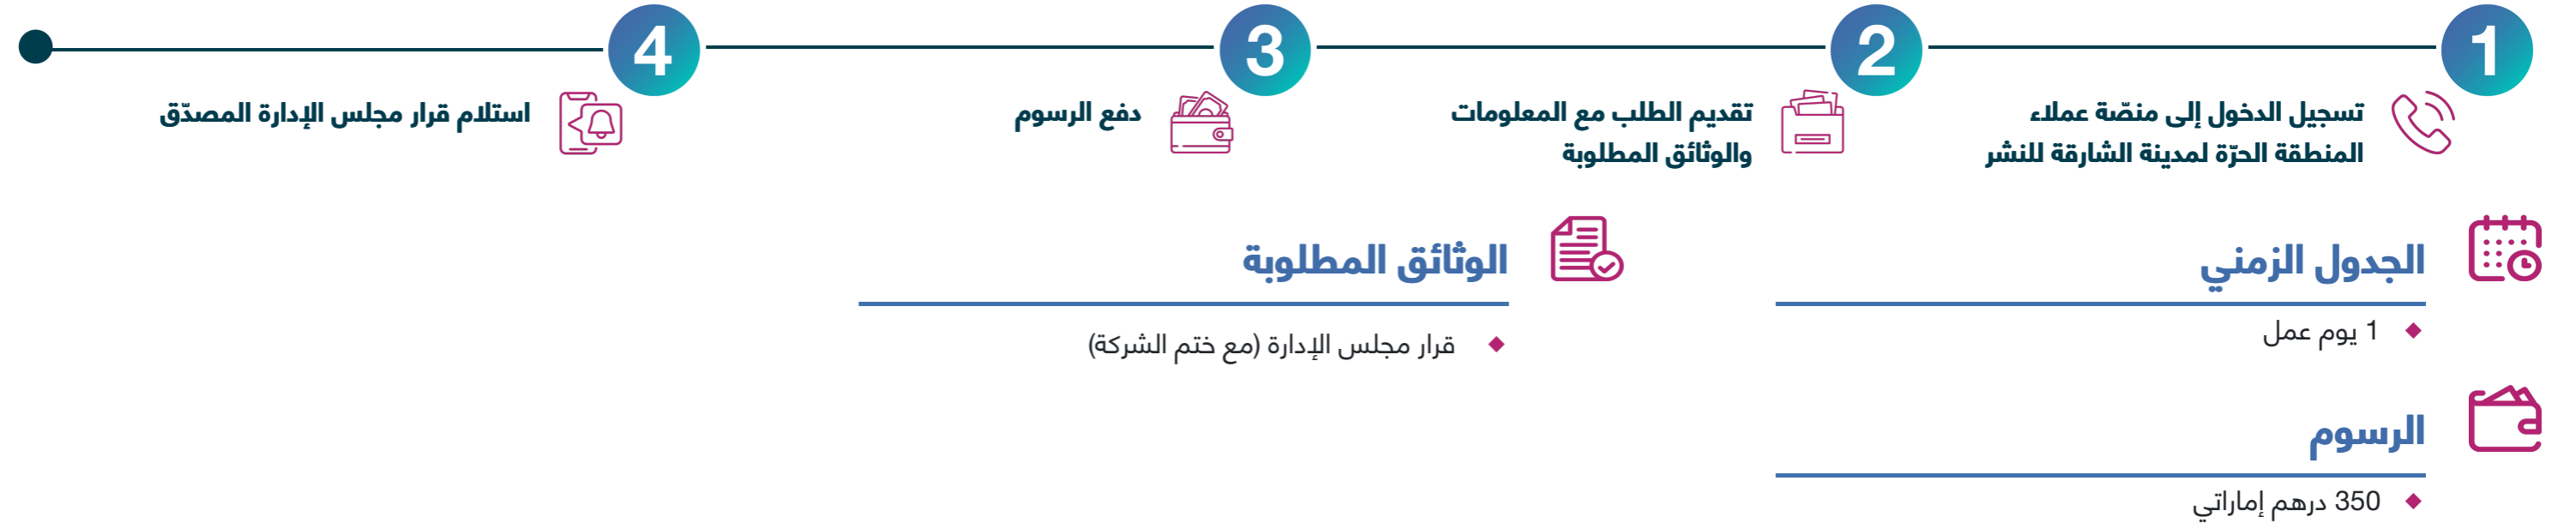 1
تسجيل الدخول إلى منصّة عملاء
المنطقة الحرّة لمدينة الشارقة للنشر
2
تقديم الطلب مع المعلومات
والوثائق المطلوبة
3
دفع الرسوم
4
استلام قرار مجلس الإدارة المصدّق
الجدول الزمني
1 يوم عمل
الرسوم
350 درهم إماراتي
الوثائق المطلوبة
قرار مجلس الإدارة (مع ختم الشركة)